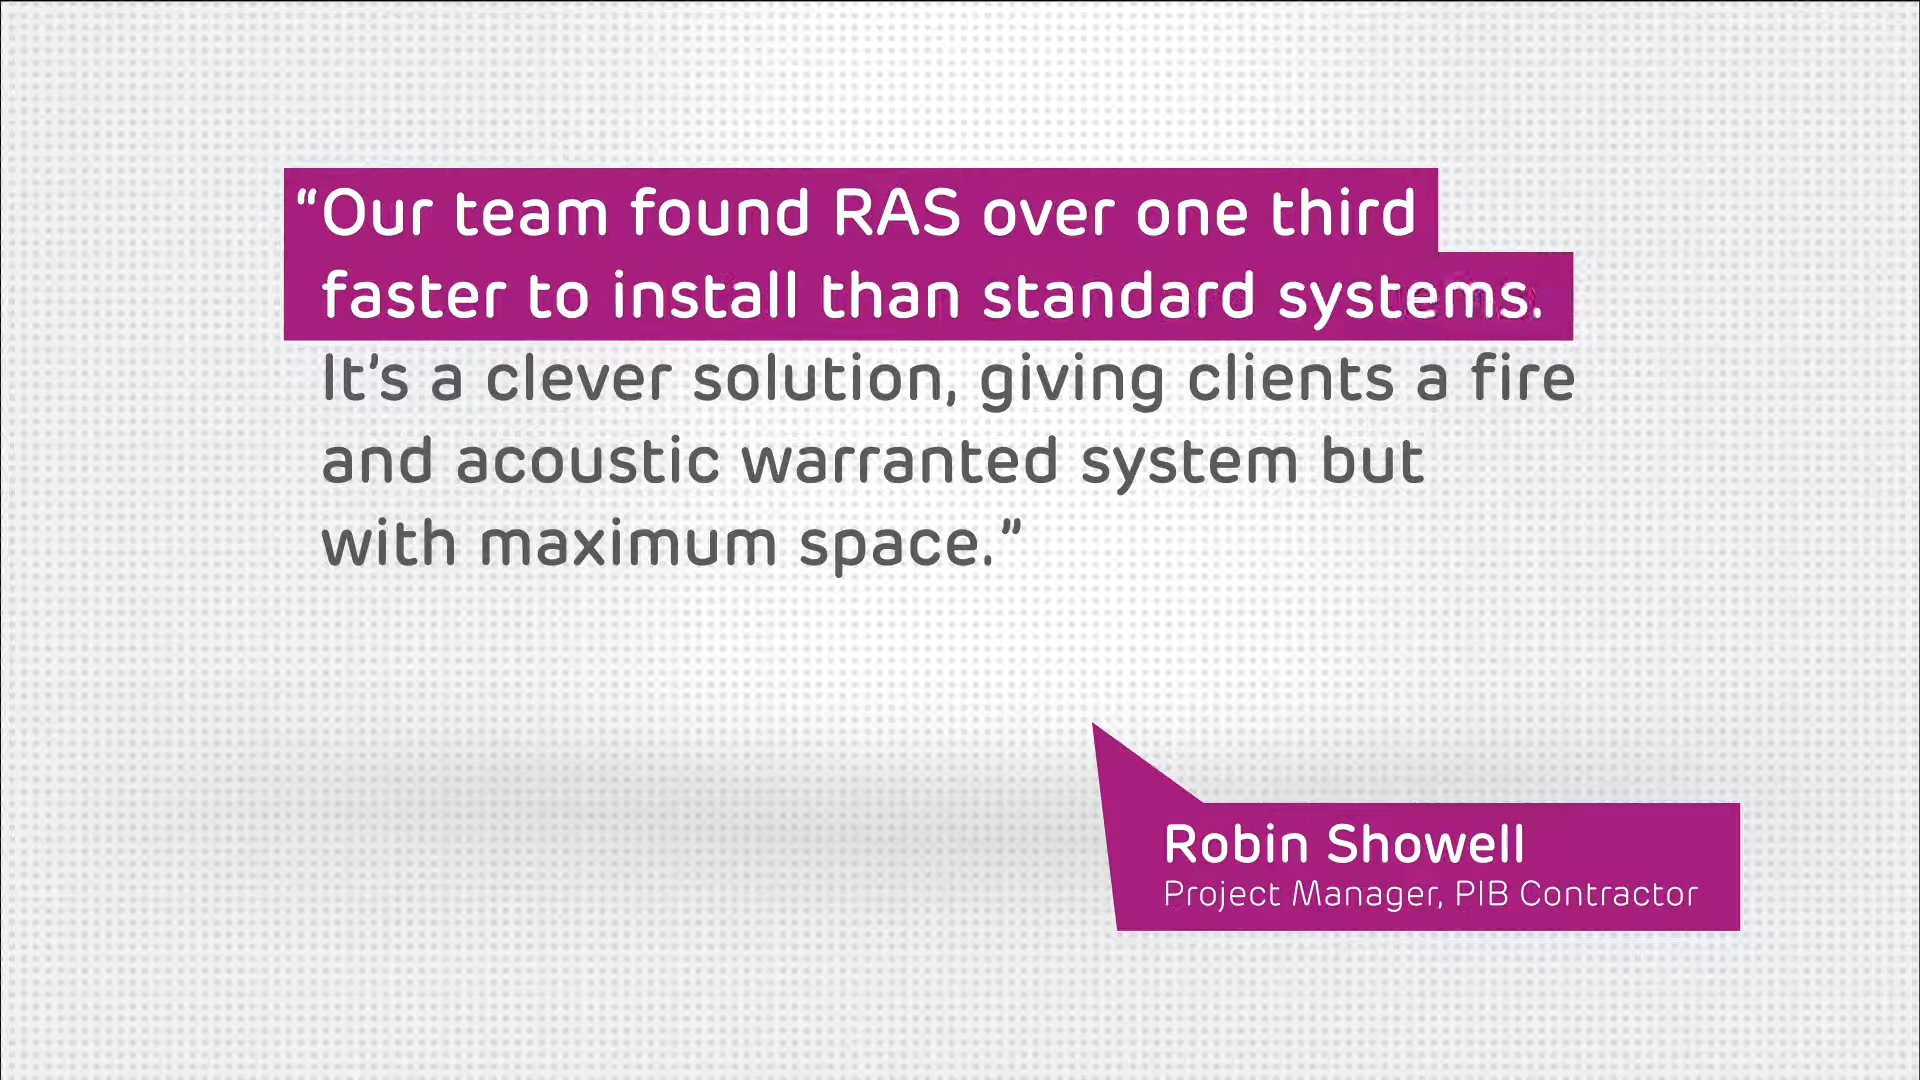 “Our team found RAS over one third
faster to install than standard systems.
It’s a clever solution, giving clients a fire
and acoustic warranted system but
with maximum space.”
Robin Showell
Project Manager, PIB Contractor